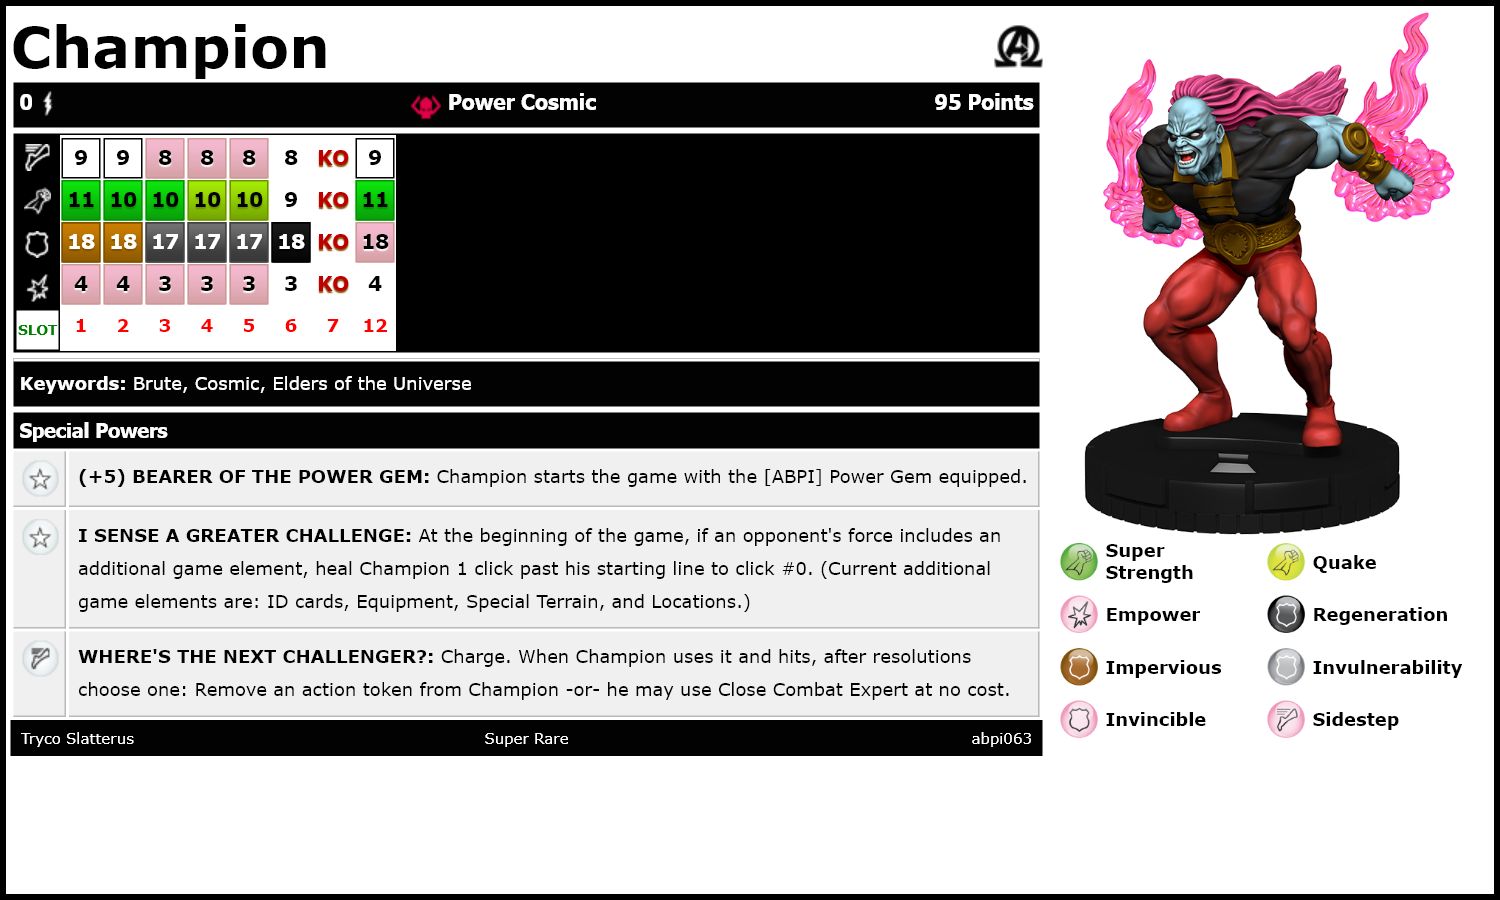 Champion
0 Power Cosmic 95 Points
9 9 8 8 8 8 KO 9
11 10 10 10 10 9 KO 11
18 18 17 17 17 18 KO 18
4 4 3 3 3 3 KO 4
SLOT 1 2 3 4 5 6 7 12
Keywords: Brute, Cosmic, Elders of the Universe
Special Powers
(+5) BEARER OF THE POWER GEM: Champion starts the game with the [ABPI] Power Gem equipped.
I SENSE A GREATER CHALLENGE: At the beginning of the game, if an opponent's force includes an
additional game element, heal Champion 1 click past his starting line to click #0. (Current additional
game elements are: ID cards, Equipment, Special Terrain, and Locations.)
WHERE'S THE NEXT CHALLENGER?: Charge. When Champion uses it and hits, after resolutions
choose one: Remove an action token from Champion -or- he may use Close Combat Expert at no cost.
Tryco Slatterus Super Rare abpi063
Super
Strength
Quake
Empower
Regeneration
Impervious
Invulnerability
Invincible
Sidestep